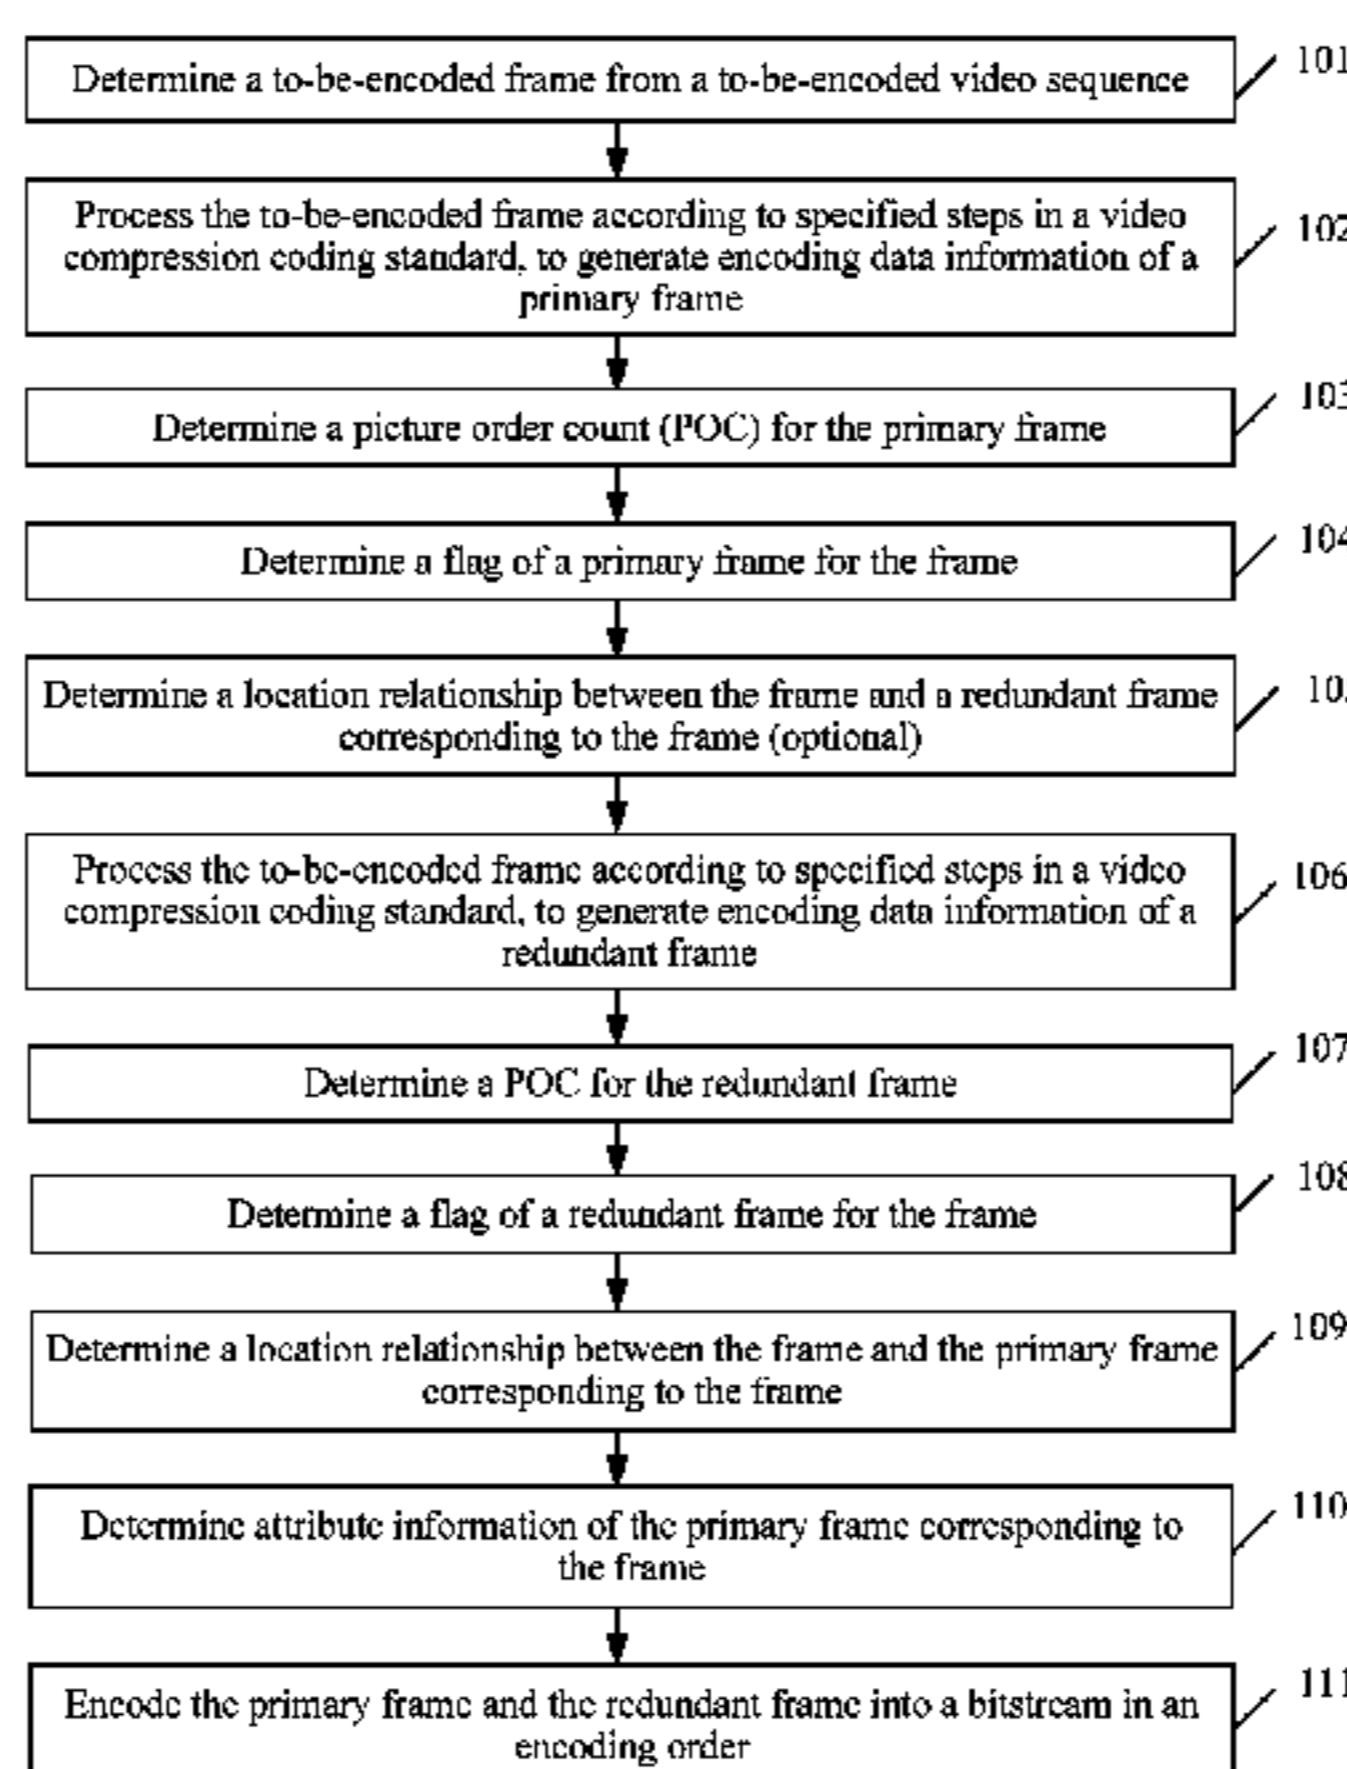 Determine a to-be-encoded frame from a to-be-encoded video sequence
101
Process the to-be-encoded frame according to specified steps in a video
compression coding standard, to generate encoding data information of a
primary frame
102
Determine a picture order count (POC) for the primary frame
103
Determine a flag of a primary frame for the frame
104
Determine a location relationship between the frame and a redundant frame
corresponding to the frame (optional)
Process the to-be-encoded frame according to specified steps in a video
compression coding standard, to generate encoding data information of a
redundant frame
106
Determine a POC for the redundant frame
107
Determine a flag of a redundant frame for the frame
108
Determine a location relationship between the frame and the primary frame
corresponding to the frame
109
Determine attribute information of the primary frame corresponding to
the frame
110
Encode the primary frame and the redundant frame into a bitstream in an
encoding order
111